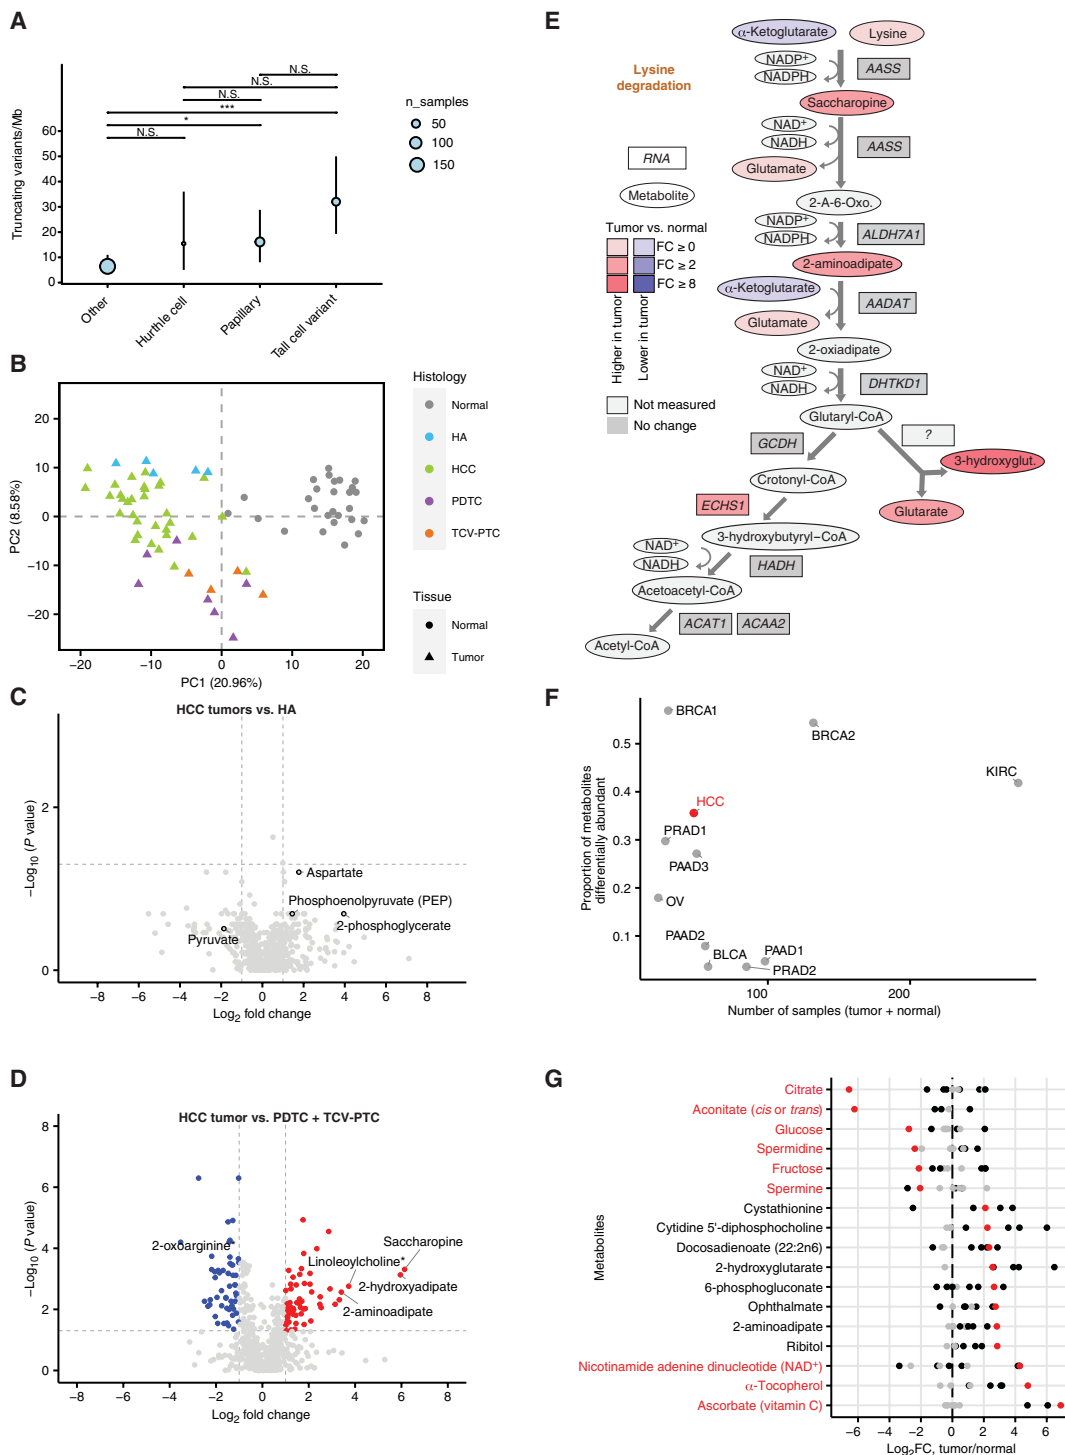 A
N.S.
N.S.
N.S.
***
*
N.S.
Truncating variants/Mb
60
50
40
30
20
10
0
Other
Hurthle cell
Papillary
Tall cell variant
n_samples
50
100
150
B
20
10
0
−10
−20
PC2 (8.58%)
−20
−10
0
10
20
PC1 (20.96%)
Histology
Normal
HA
HCC
PDTC
TCV-PTC
Tissue
Normal
Tumor
C
HCC tumors vs. HA
−Log10 (P value)
2
0
Aspartate
Phosphoenolpyruvate (PEP)
2-phosphoglycerate
Pyruvate
−8
−6
−4
−2
0
2
4
6
8
Log2 fold change
D
HCC tumor vs. PDTC + TCV-PTC
−Log10 (P value)
8
6
4
2
0
2-oxoarginine*
Saccharopine
Linoleoylcholine*
2-hydroxyadipate
2-aminoadipate
−8
−6
−4
−2
0
2
4
6
8
Log2 fold change
E
Lysine
degradation
RNA
Metabolite
Tumor vs. normal
FC ≥ 0
FC ≥ 2
FC ≥ 8
Higher in tumor
Lower in tumor
Not measured
No change
α-Ketoglutarate
Lysine
NADP+
NADPH
AASS
Saccharopine
NAD+
NADH
AASS
Glutamate
2-A-6-Oxo.
NADP+
NADPH
ALDH7A1
2-aminoadipate
α-Ketoglutarate
AADAT
Glutamate
2-oxiadipate
NAD+
NADH
DHTKD1
Glutaryl-CoA
GCDH
?
3-hydroxyglut.
Crotonyl-CoA
Glutarate
ECHS1
3-hydroxybutyryl–CoA
NAD+
NADH
HADH
Acetoacetyl-CoA
ACAT1
ACAA2
Acetyl-CoA
F
Proportion of metabolites
differentially abundant
0.5
0.4
0.3
0.2
0.1
BRCA1
BRCA2
KIRC
HCC
PRAD1
PAAD3
OV
PAAD2
BLCA
PAAD1
PRAD2
100
200
Number of samples (tumor + normal)
G
Metabolites
Citrate
Aconitate (cis or trans)
Glucose
Spermidine
Fructose
Spermine
Cystathionine
Cytidine 5'-diphosphocholine
Docosadienoate (22:2n6)
2-hydroxyglutarate
6-phosphogluconate
Ophthalmate
2-aminoadipate
Ribitol
Nicotinamide adenine dinucleotide (NAD+)
α-Tocopherol
Ascorbate (vitamin C)
−6
−4
−2
0
2
4
6
Log2FC, tumor/normal